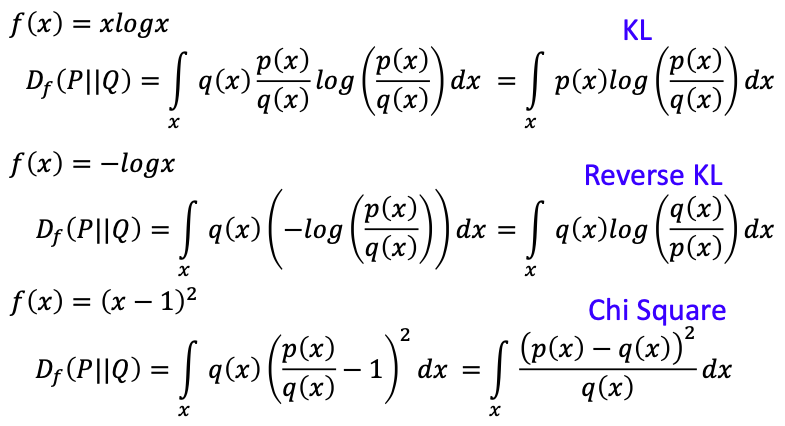 f(x) = xlogx
KL
D_f(P||Q) = ∫_x q(x) p(x)/q(x) log (p(x)/q(x)) dx = ∫_x p(x)log (p(x)/q(x)) dx
f(x) = −logx
Reverse KL
D_f(P||Q) = ∫_x q(x) (−log (p(x)/q(x))) dx = ∫_x q(x)log (q(x)/p(x)) dx
f(x) = (x − 1)²
Chi Square
D_f(P||Q) = ∫_x q(x) (p(x)/q(x) − 1)² dx = ∫_x (p(x) − q(x))²/q(x) dx